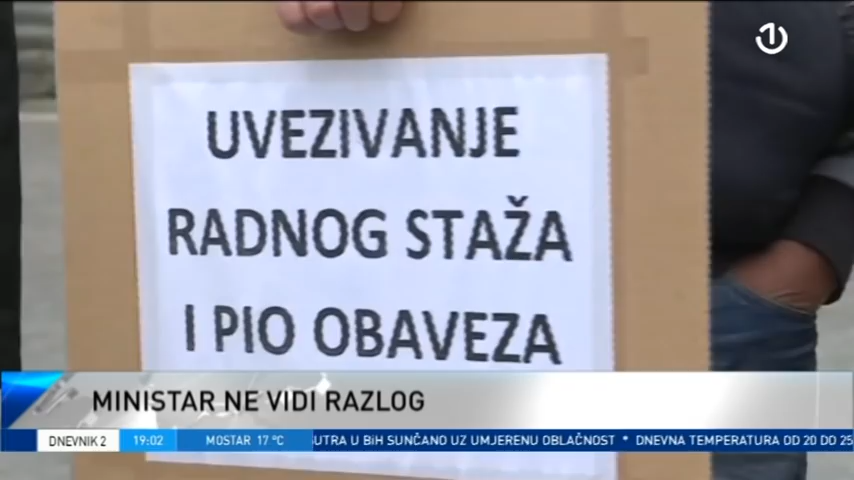 UVEZIVANJE
RADNOG STAŽA
I PIO OBAVEZA
MINISTAR NE VIDI RAZLOG
DNEVNIK 2 19:02 MOSTAR 17 °C SUTRA U BiH SUNČANO UZ UMJERENU OBLAČNOST * DNEVNA TEMPERATURA OD 20 DO 25